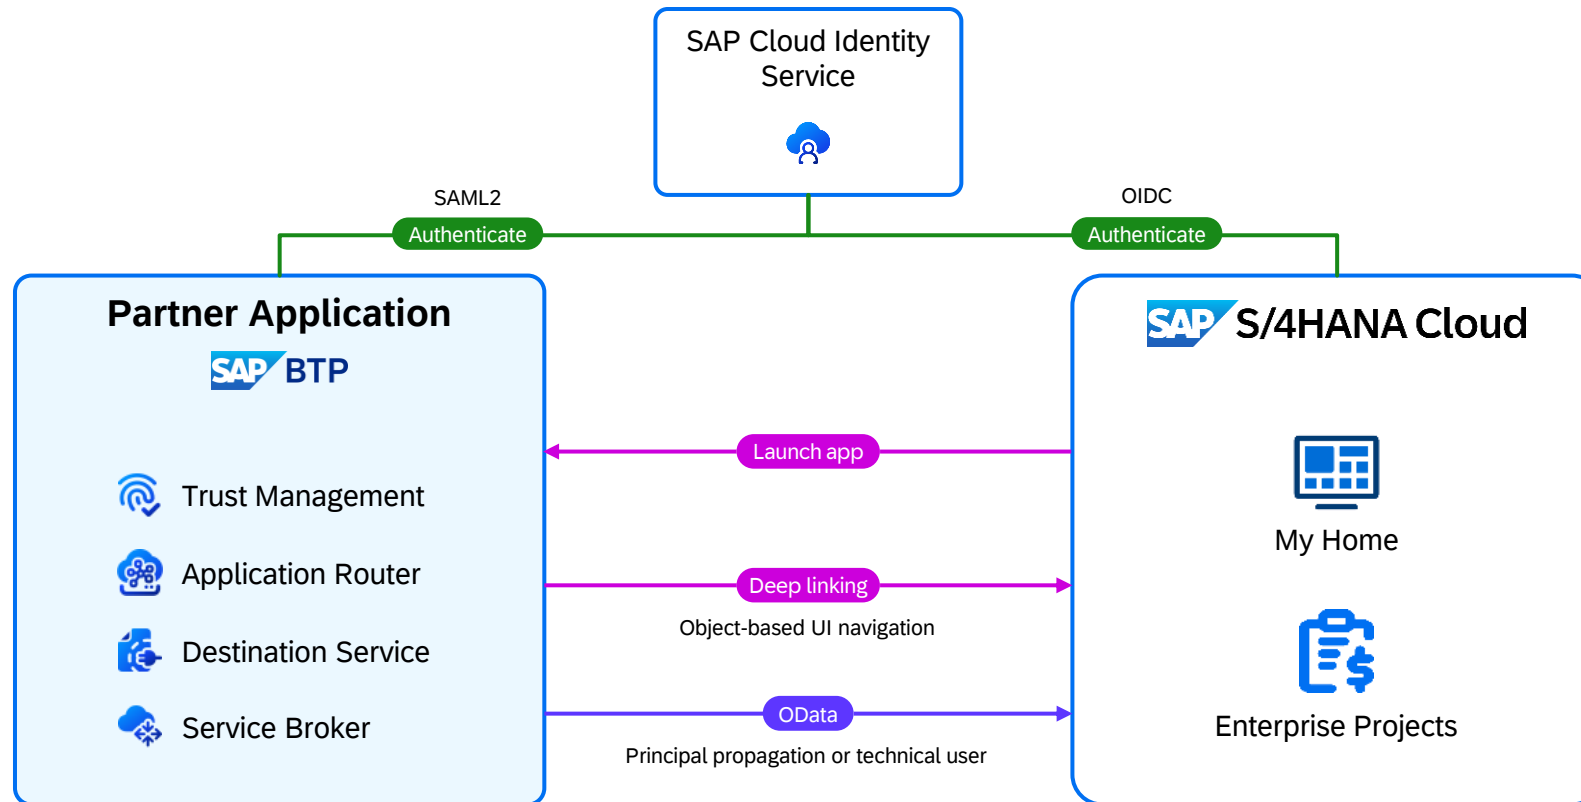 SAP Cloud Identity
Service
SAML2
OIDC
Authenticate
Authenticate
Partner Application
SAP BTP
Trust Management
Application Router
Destination Service
Service Broker
Launch app
Deep linking
Object-based UI navigation
OData
Principal propagation or technical user
SAP S/4HANA Cloud
My Home
Enterprise Projects